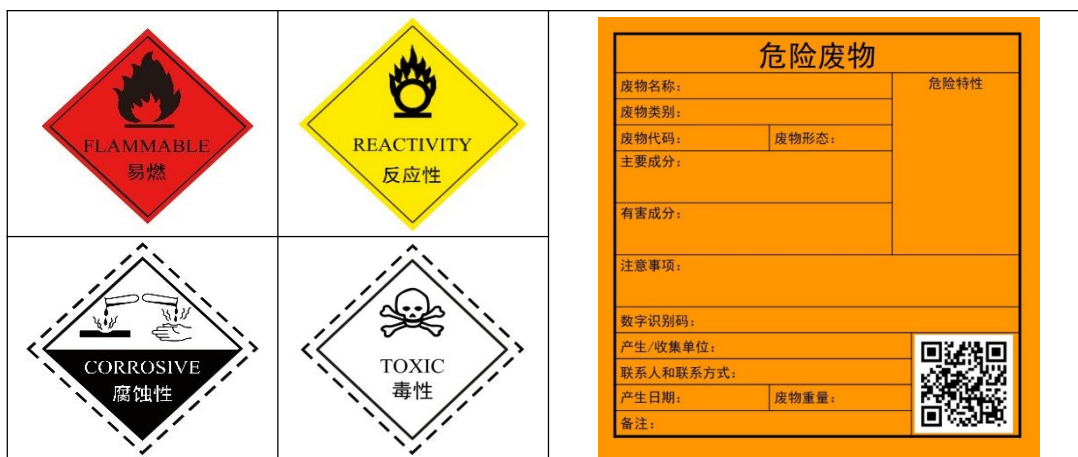 FLAMMABLE
易燃
REACTIVITY
反应性
CORROSIVE
腐蚀性
TOXIC
毒性
危险废物
废物名称：
危险特性
废物类别：
废物代码：
废物形态：
主要成分：
有害成分：
注意事项：
数字识别码：
产生/收集单位：
联系人和联系方式：
产生日期：
废物重量：
备注：